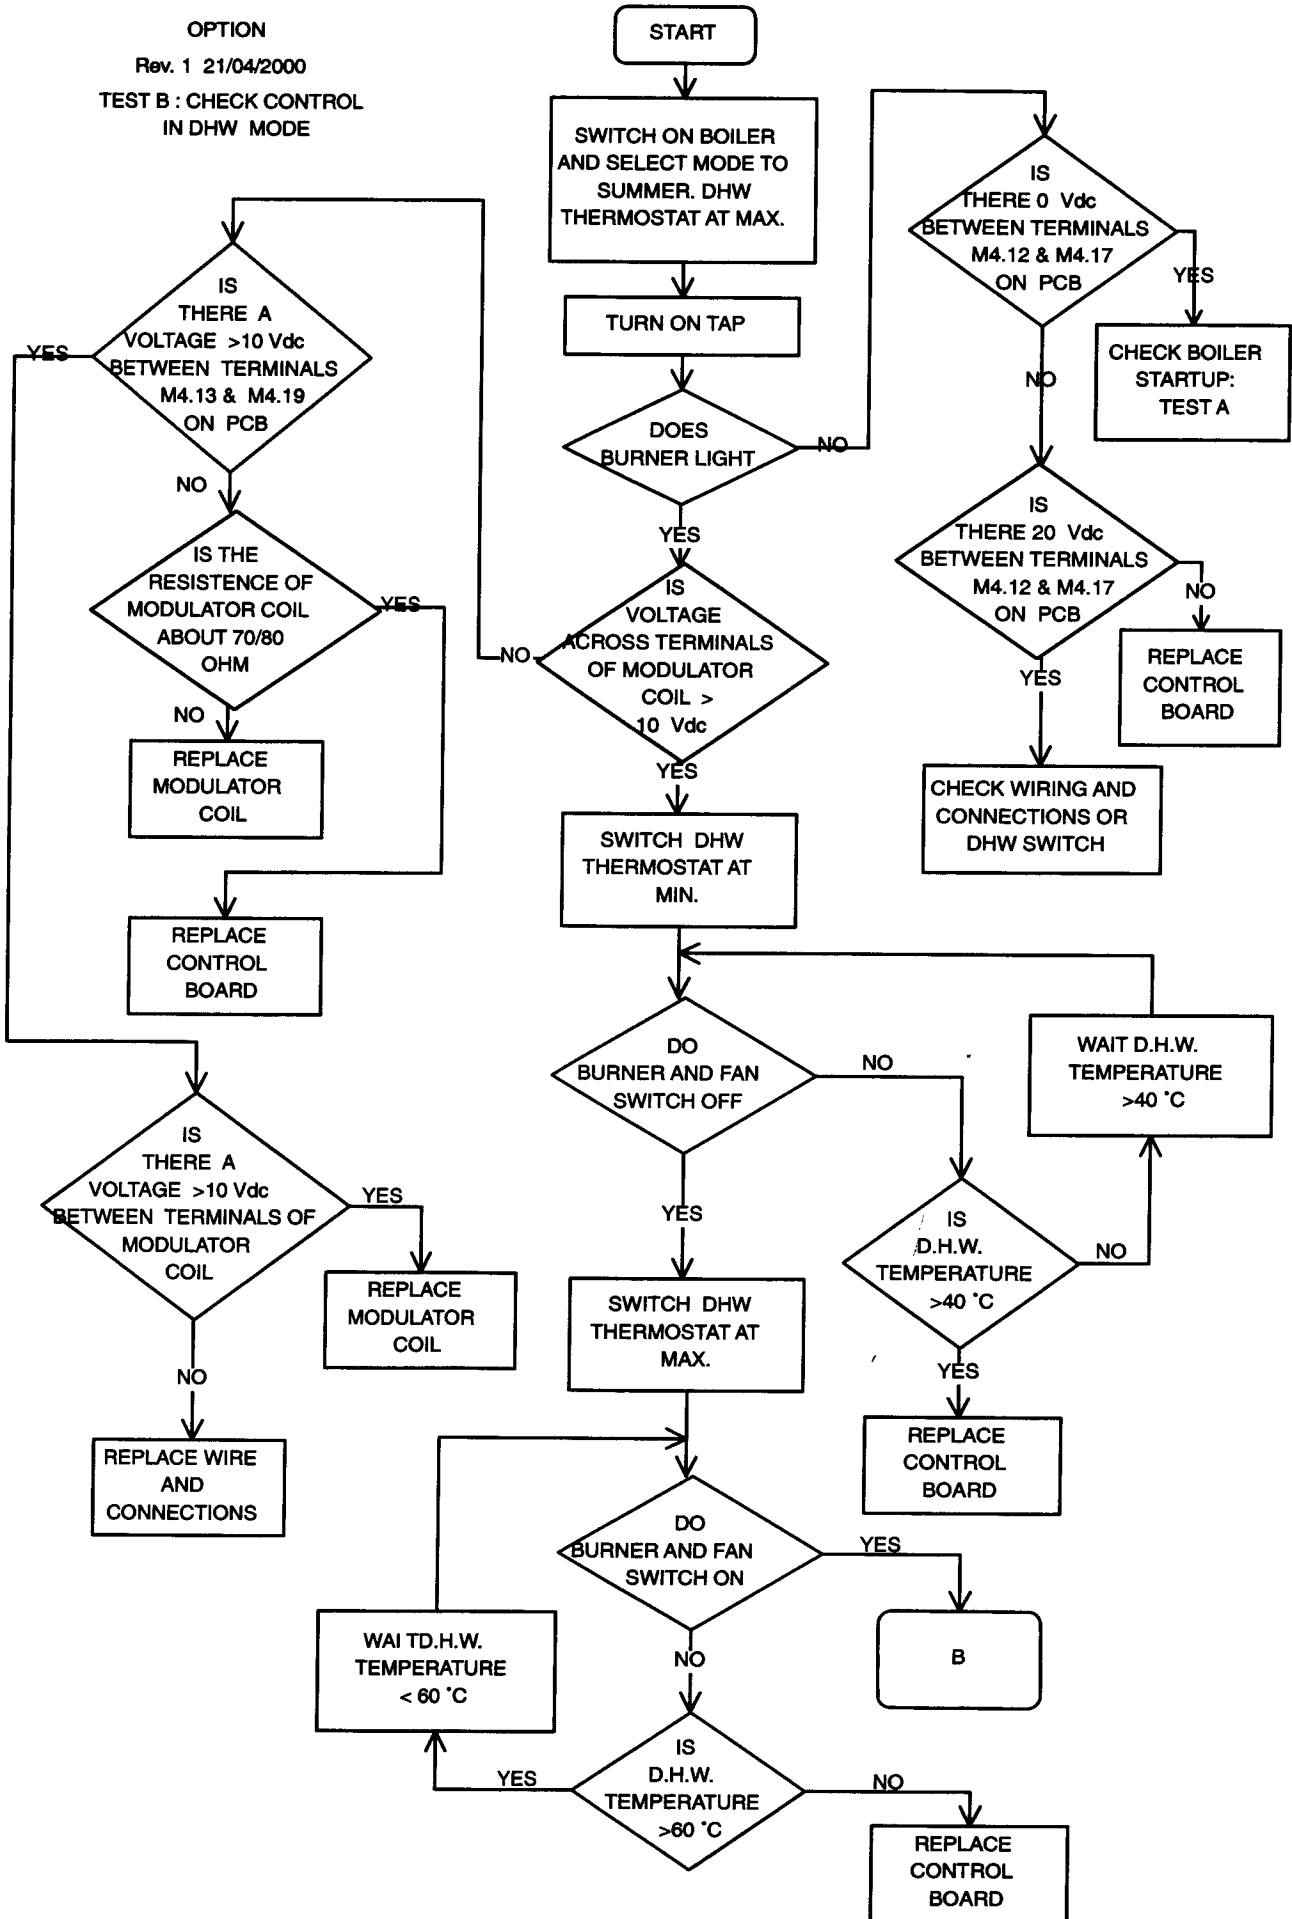 OPTION
Rev. 1 21/04/2000
TEST B : CHECK CONTROL
IN DHW MODE
START
SWITCH ON BOILER
AND SELECT MODE TO
SUMMER. DHW
THERMOSTAT AT MAX.
TURN ON TAP
DOES
BURNER LIGHT
NO
YES
IS
THERE 0 Vdc
BETWEEN TERMINALS
M4.12 & M4.17
ON PCB
YES
CHECK BOILER
STARTUP:
TEST A
NO
IS
THERE 20 Vdc
BETWEEN TERMINALS
M4.12 & M4.17
ON PCB
NO
REPLACE
CONTROL
BOARD
YES
CHECK WIRING AND
CONNECTIONS OR
DHW SWITCH
IS
VOLTAGE
ACROSS TERMINALS
OF MODULATOR
COIL >
10 Vdc
NO
YES
IS
THERE A
VOLTAGE >10 Vdc
BETWEEN TERMINALS
M4.13 & M4.19
ON PCB
YES
NO
IS THE
RESISTENCE OF
MODULATOR COIL
ABOUT 70/80
OHM
YES
NO
REPLACE
MODULATOR
COIL
REPLACE
CONTROL
BOARD
IS
THERE A
VOLTAGE >10 Vdc
BETWEEN TERMINALS OF
MODULATOR
COIL
YES
REPLACE
MODULATOR
COIL
NO
REPLACE WIRE
AND
CONNECTIONS
SWITCH DHW
THERMOSTAT AT
MIN.
DO
BURNER AND FAN
SWITCH OFF
NO
WAIT D.H.W.
TEMPERATURE
>40 °C
YES
IS
D.H.W.
TEMPERATURE
>40 °C
NO
YES
REPLACE
CONTROL
BOARD
SWITCH DHW
THERMOSTAT AT
MAX.
DO
BURNER AND FAN
SWITCH ON
YES
B
NO
WAI TD.H.W.
TEMPERATURE
< 60 °C
IS
D.H.W.
TEMPERATURE
>60 °C
YES
NO
REPLACE
CONTROL
BOARD